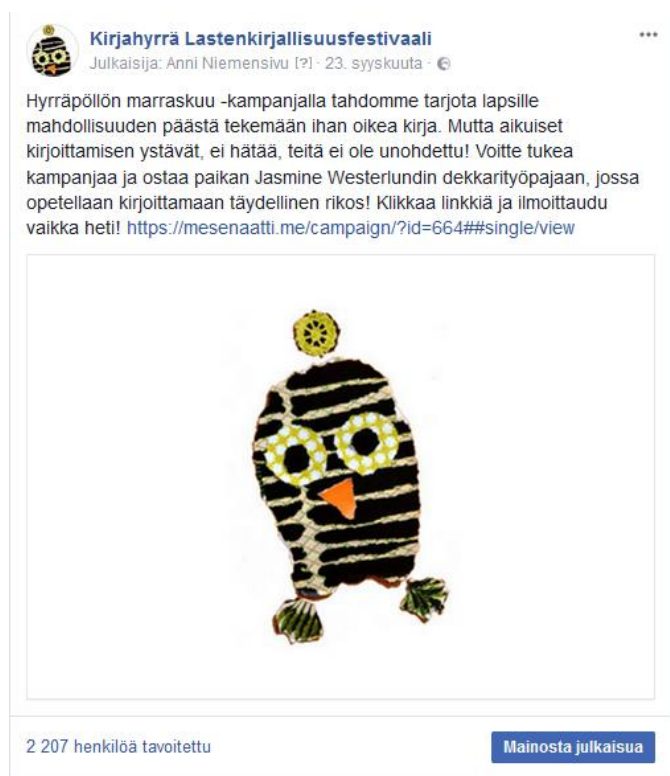 Kirjahyrrä Lastenkirjallisuusfestivaali
Julkaisija: Anni Niemensivu [?] · 23. syyskuuta ·
Hyrräpöllön marraskuu -kampanjalla tahdomme tarjota lapsille
mahdollisuuden päästä tekemään ihan oikea kirja. Mutta aikuiset
kirjoittamisen ystävät, ei hätää, teitä ei ole unohdettu! Voitte tukea
kampanjaa ja ostaa paikan Jasmine Westerlundin dekkarityöpajaan, jossa
opetellaan kirjoittamaan täydellinen rikos! Klikkaa linkkiä ja ilmoittaudu
vaikka heti! https://mesenaatti.me/campaign/?id=664##single/view
2 207 henkilöä tavoitettu
Mainosta julkaisua